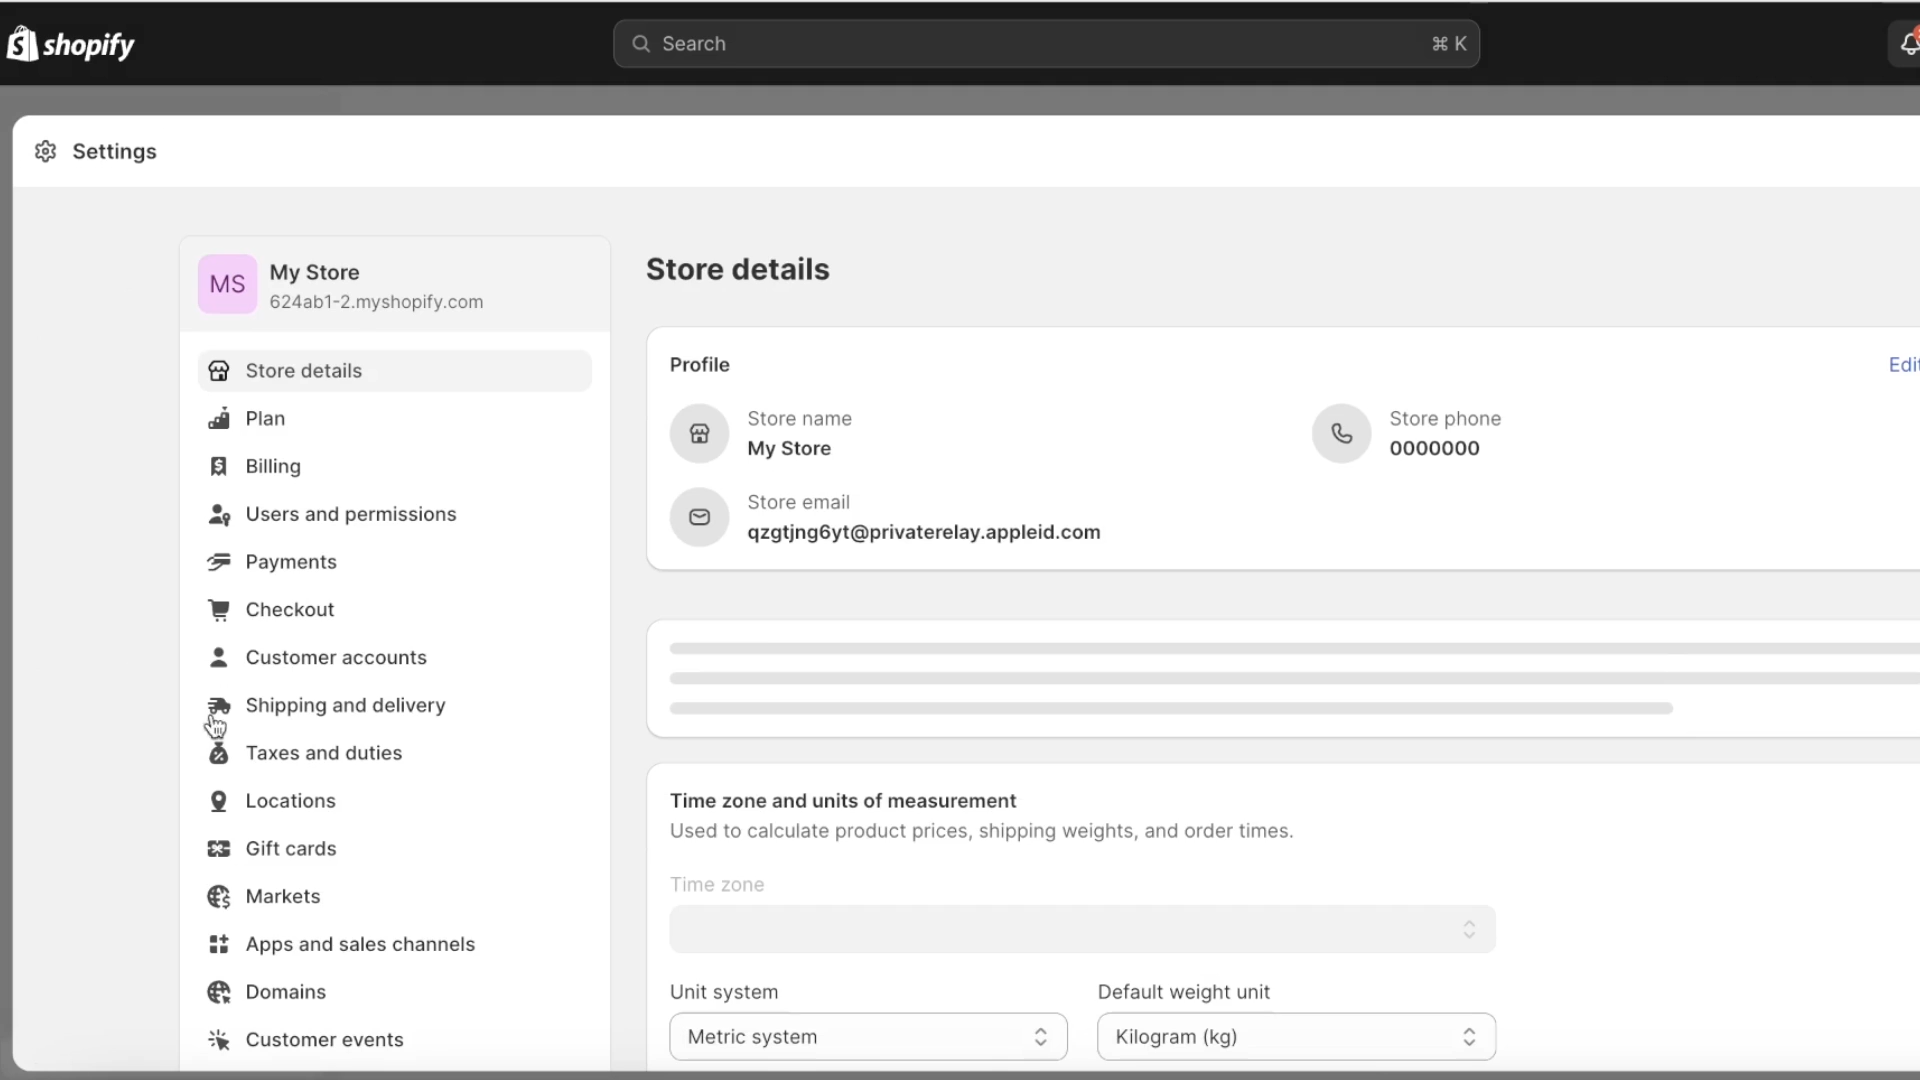 shopify
Search
⌘ K
Settings
MS
My Store
624ab1-2.myshopify.com
Store details
Plan
Billing
Users and permissions
Payments
Checkout
Customer accounts
Shipping and delivery
Taxes and duties
Locations
Gift cards
Markets
Apps and sales channels
Domains
Customer events
Store details
Profile
Edit
Store name
My Store
Store phone
0000000
Store email
qzgtjng6yt@privaterelay.appleid.com
Time zone and units of measurement
Used to calculate product prices, shipping weights, and order times.
Time zone
Unit system
Metric system
Default weight unit
Kilogram (kg)